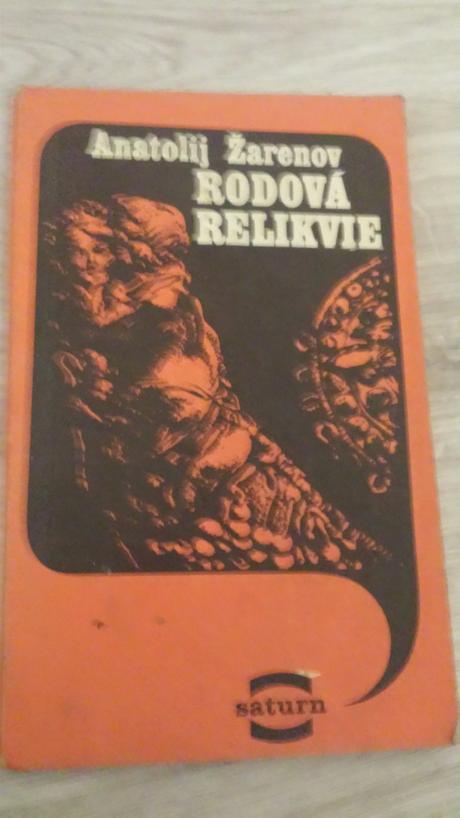 Anatolij Žarenov
RODOVÁ
RELIKVIE
saturn